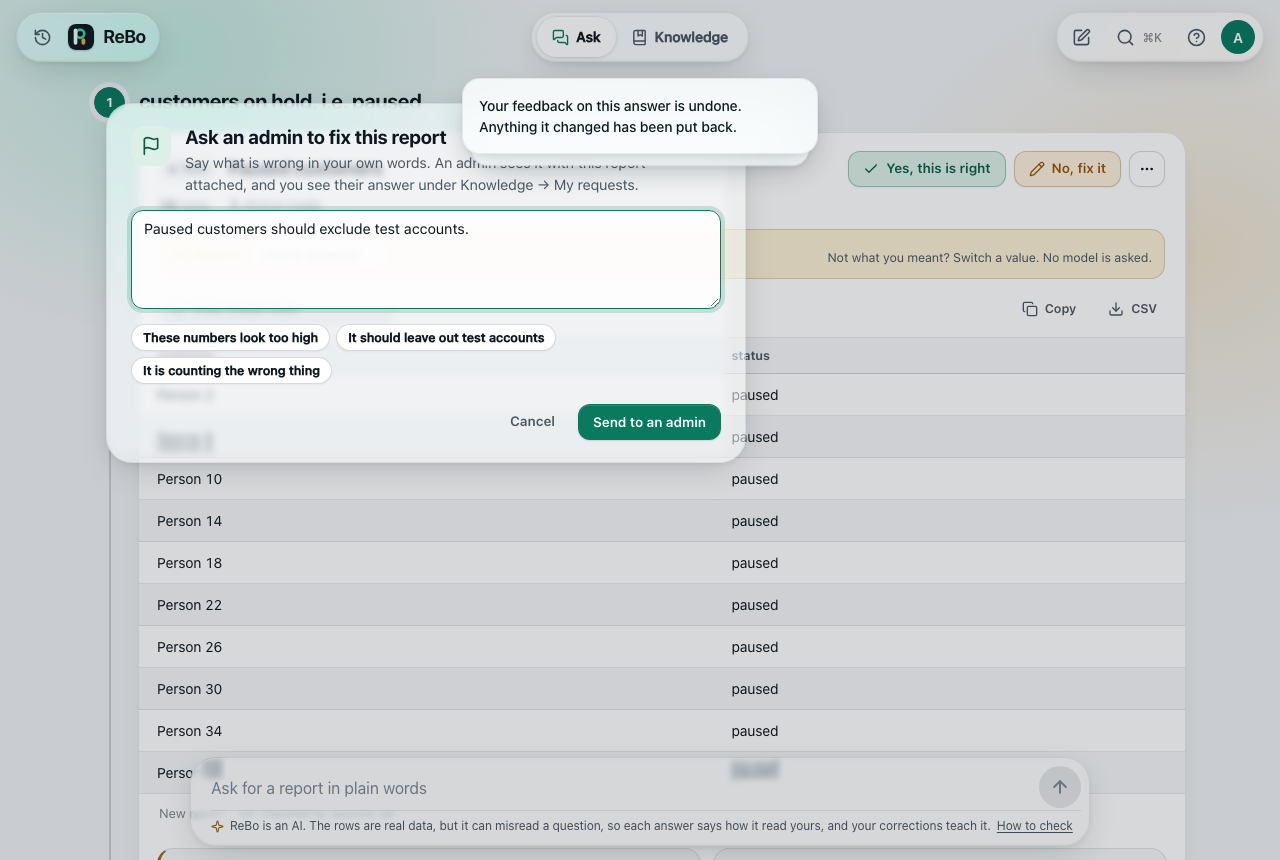 ReBo
Ask
Knowledge
⌘K
A
1
customers on hold, i.e. paused
Your feedback on this answer is undone.
Anything it changed has been put back.
Ask an admin to fix this report
Say what is wrong in your own words. An admin sees it with this report
attached, and you see their answer under Knowledge → My requests.
Yes, this is right
No, fix it
Paused customers should exclude test accounts.
Not what you meant? Switch a value. No model is asked.
Copy
CSV
These numbers look too high
It should leave out test accounts
It is counting the wrong thing
status
paused
Cancel
Send to an admin
paused
Person 10 paused
Person 14 paused
Person 18 paused
Person 22 paused
Person 26 paused
Person 30 paused
Person 34 paused
Ask for a report in plain words
New
ReBo is an AI. The rows are real data, but it can misread a question, so each answer says how it read yours, and your corrections teach it. How to check